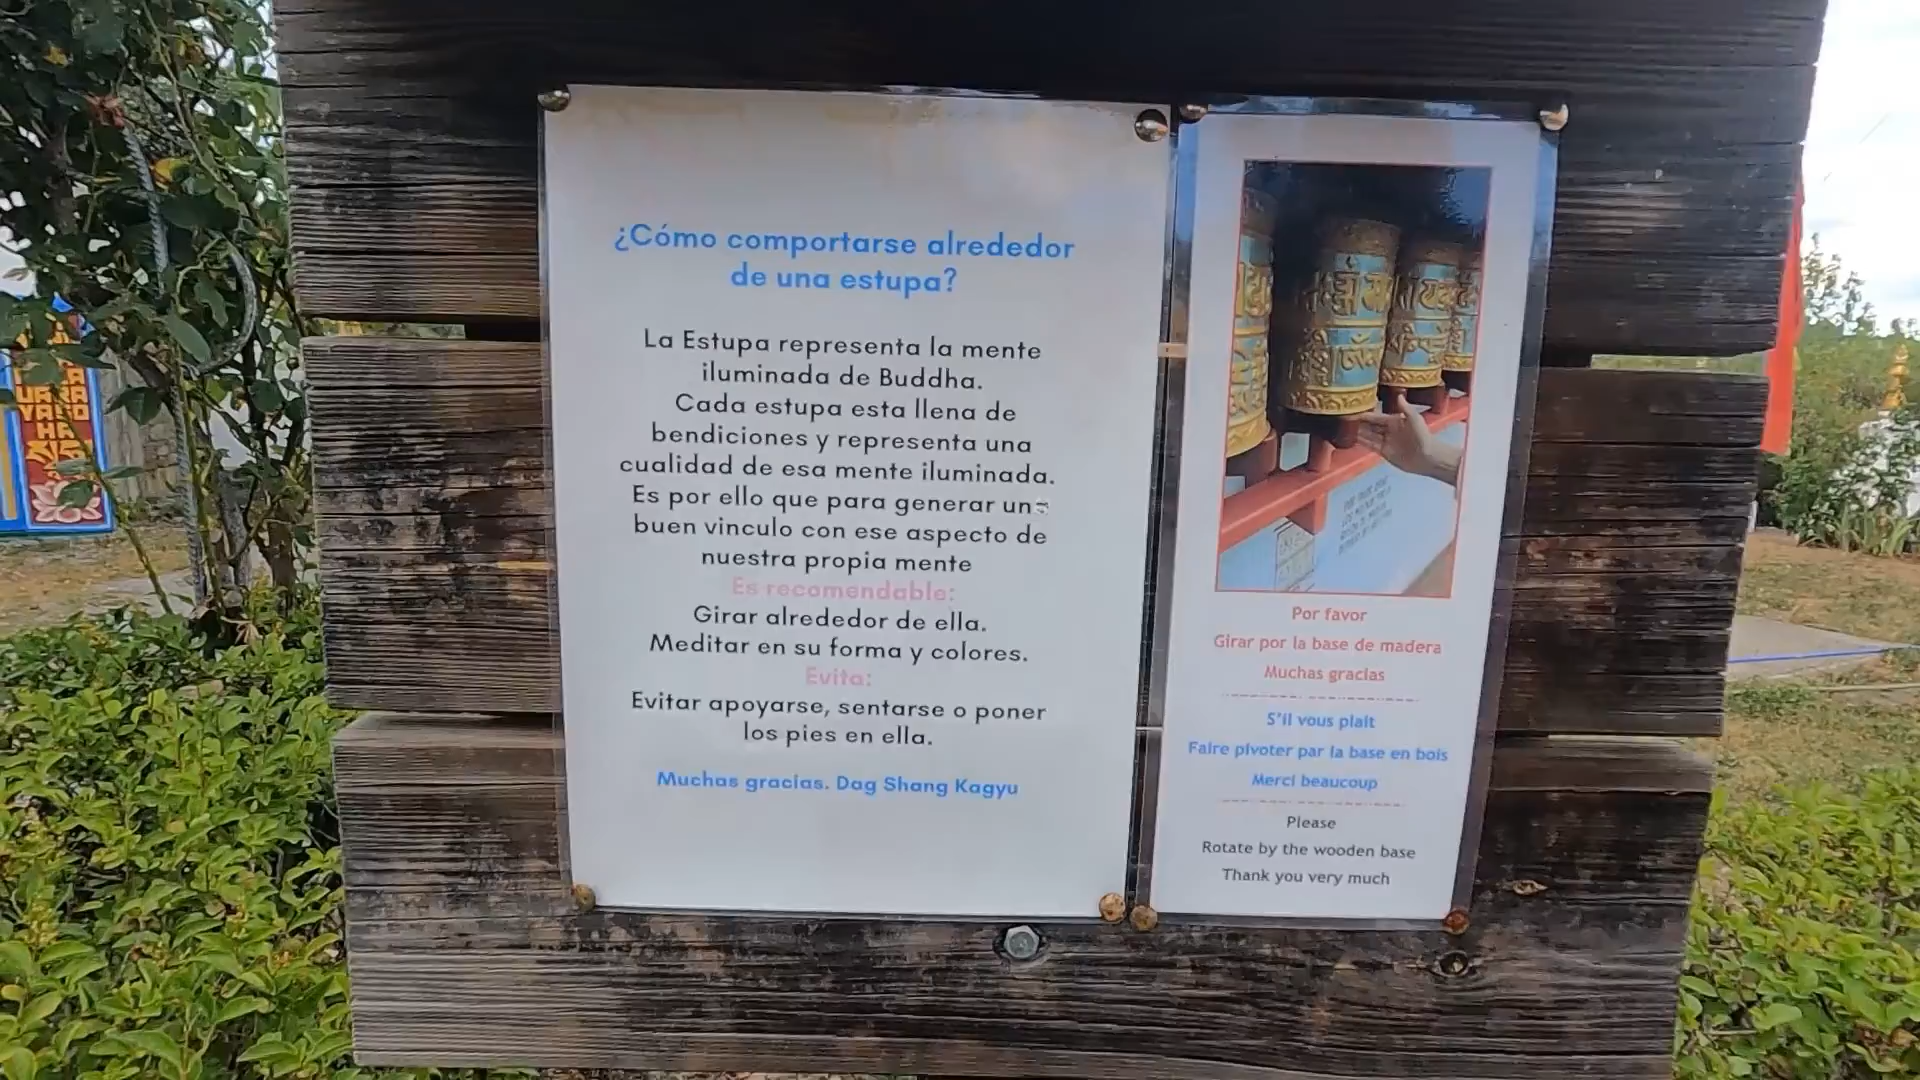 ¿Cómo comportarse alrededor
de una estupa?
La Estupa representa la mente
iluminada de Buddha.
Cada estupa esta llena de
bendiciones y representa una
cualidad de esa mente iluminada.
Es por ello que para generar un
buen vinculo con ese aspecto de
nuestra propia mente
Es recomendable:
Girar alrededor de ella.
Meditar en su forma y colores.
Evita:
Evitar apoyarse, sentarse o poner
los pies en ella.
Muchas gracias. Dag Shang Kagyu
Por favor
Girar por la base de madera
Muchas gracias
S'il vous plait
Faire pivoter par la base en bois
Merci beaucoup
Please
Rotate by the wooden base
Thank you very much